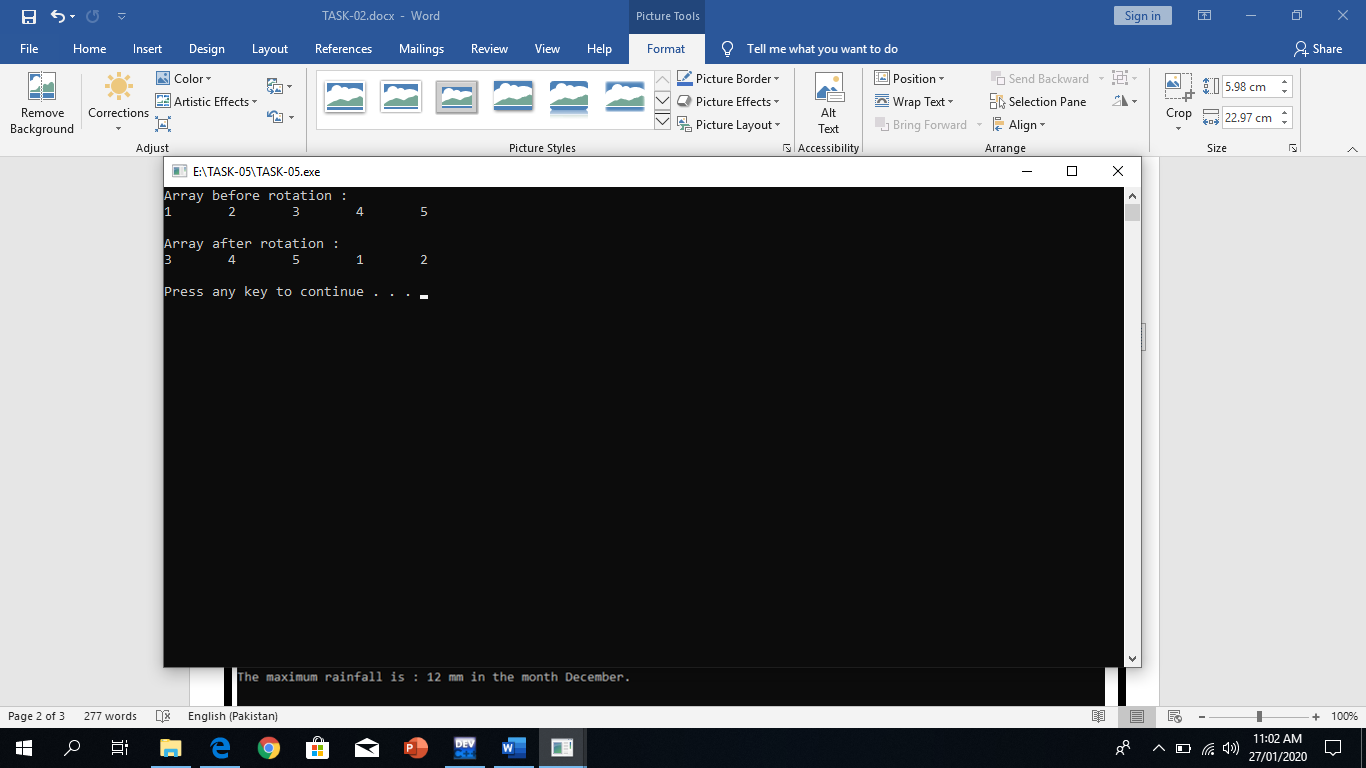 TASK-02.docx - Word
Picture Tools
Sign in
File Home Insert Design Layout References Mailings Review View Help Format Tell me what you want to do Share
Remove Background
Corrections
Color
Artistic Effects
Adjust
Picture Styles
Picture Border
Picture Effects
Picture Layout
Alt Text
Accessibility
Position
Wrap Text
Bring Forward
Send Backward
Selection Pane
Align
Arrange
Crop
5.98 cm
22.97 cm
Size
E:\TASK-05\TASK-05.exe
Array before rotation :
1 2 3 4 5
Array after rotation :
3 4 5 1 2
Press any key to continue . . .
The maximum rainfall is : 12 mm in the month December.
Page 2 of 3 277 words English (Pakistan) 100%
DEV C++
11:02 AM
27/01/2020